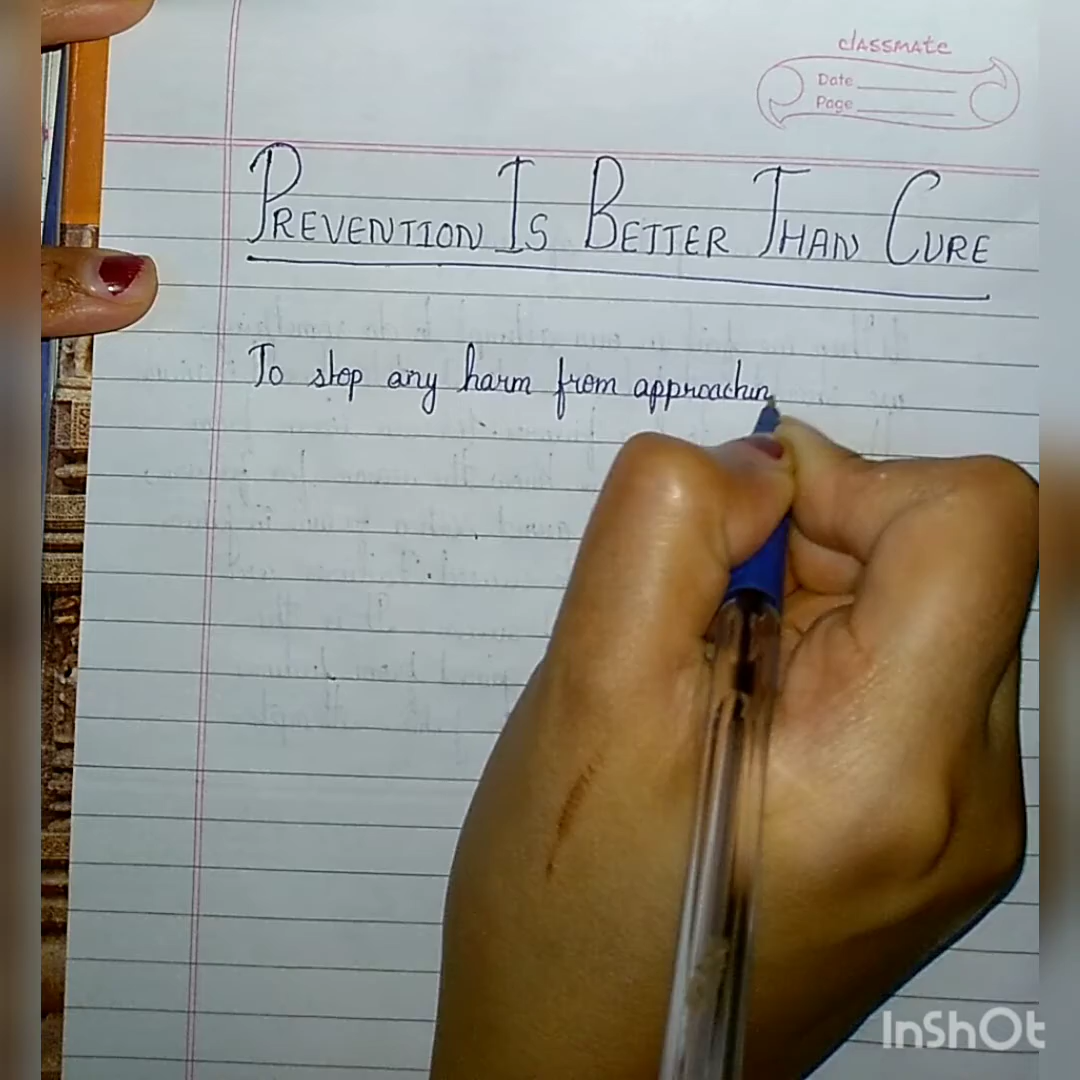 classmate
Date
Page
PREVENTION IS BETTER THAN CURE
To stop any harm from approachin
InShOt